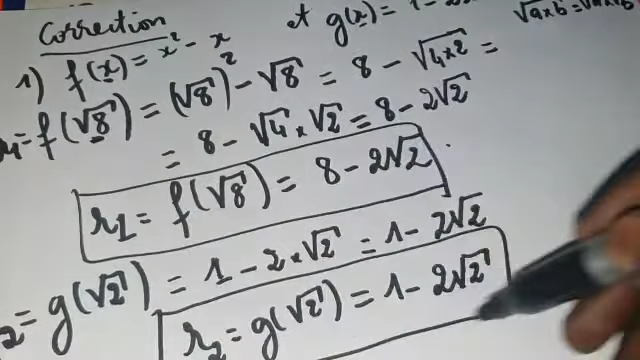 Correction
1) f(x) = x² - x et g(x) = 1 -
√a×b = √a×√b
r₁ = f(√8) = (√8)² - √8 = 8 - √4×2 =
= 8 - √4 × √2 = 8 - 2√2
r1 = f(√8) = 8 - 2√2.
2 = g(√2) = 1 - 2×√2 = 1 - 2√2
r₂ = g(√2) = 1 - 2√2